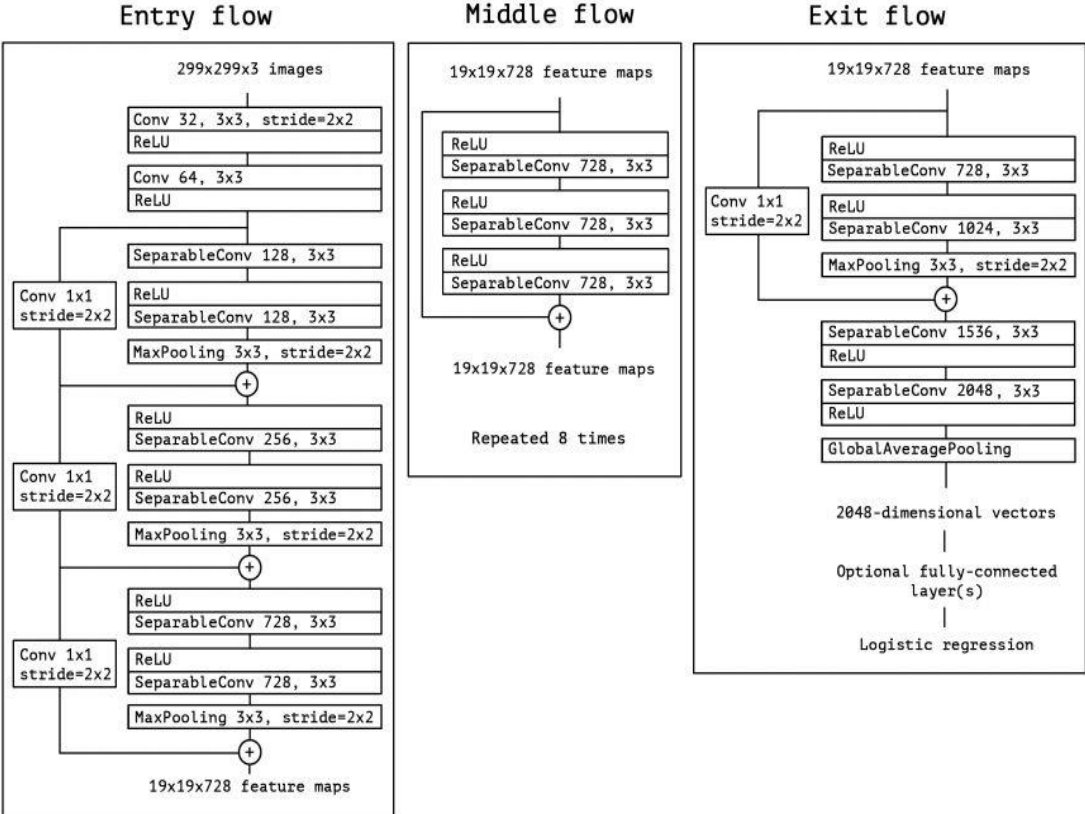 Entry flow
299x299x3 images
Conv 32, 3x3, stride=2x2
ReLU
Conv 64, 3x3
ReLU
SeparableConv 128, 3x3
Conv 1x1
stride=2x2
ReLU
SeparableConv 128, 3x3
MaxPooling 3x3, stride=2x2
+
ReLU
SeparableConv 256, 3x3
Conv 1x1
stride=2x2
ReLU
SeparableConv 256, 3x3
MaxPooling 3x3, stride=2x2
+
ReLU
SeparableConv 728, 3x3
Conv 1x1
stride=2x2
ReLU
SeparableConv 728, 3x3
MaxPooling 3x3, stride=2x2
+
19x19x728 feature maps
Middle flow
19x19x728 feature maps
ReLU
SeparableConv 728, 3x3
ReLU
SeparableConv 728, 3x3
ReLU
SeparableConv 728, 3x3
+
19x19x728 feature maps
Repeated 8 times
Exit flow
19x19x728 feature maps
ReLU
SeparableConv 728, 3x3
Conv 1x1
stride=2x2
ReLU
SeparableConv 1024, 3x3
MaxPooling 3x3, stride=2x2
+
SeparableConv 1536, 3x3
ReLU
SeparableConv 2048, 3x3
ReLU
GlobalAveragePooling
2048-dimensional vectors
Optional fully-connected
layer(s)
Logistic regression